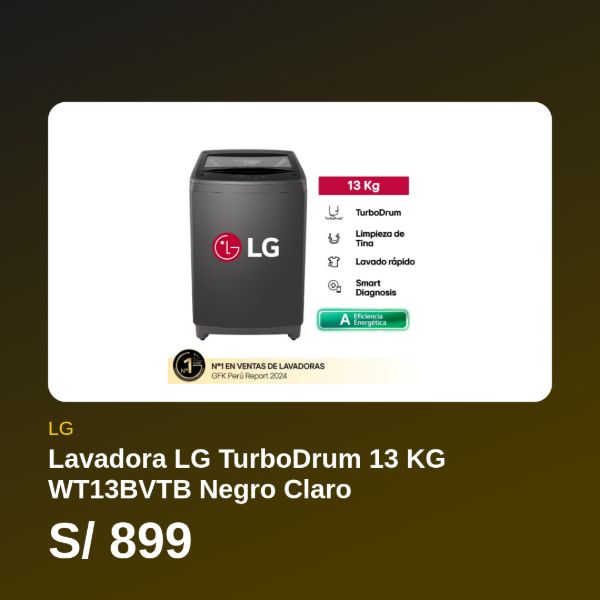 LG
13 Kg
TurboDrum
Limpieza de
Tina
Lavado rápido
Smart
Diagnosis
A Eficiencia
Energética
Nº1
Nº1 EN VENTAS DE LAVADORAS
GFK Perú Report 2024
LG
Lavadora LG TurboDrum 13 KG
WT13BVTB Negro Claro
S/ 899